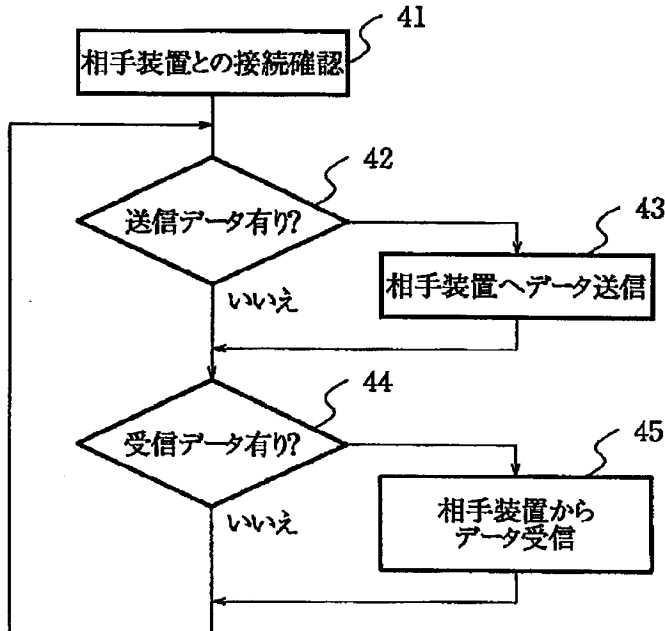 41
相手装置との接続確認
42
送信データ有り?
43
相手装置へデータ送信
いいえ
44
受信データ有り?
45
相手装置から
データ受信
いいえ